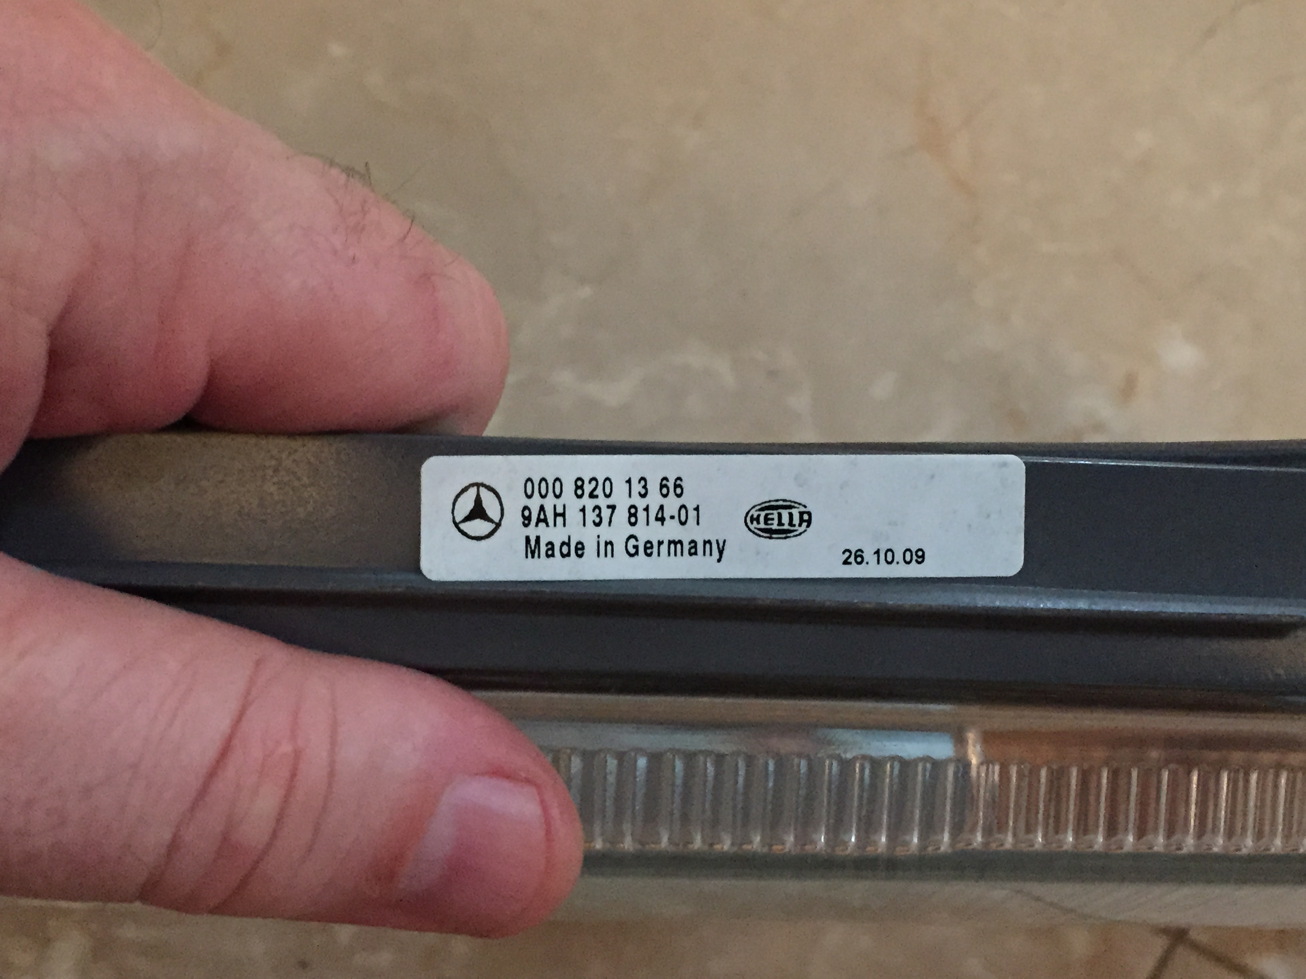 000 820 13 66
9AH 137 814-01
Made in Germany
HELLA
26.10.09